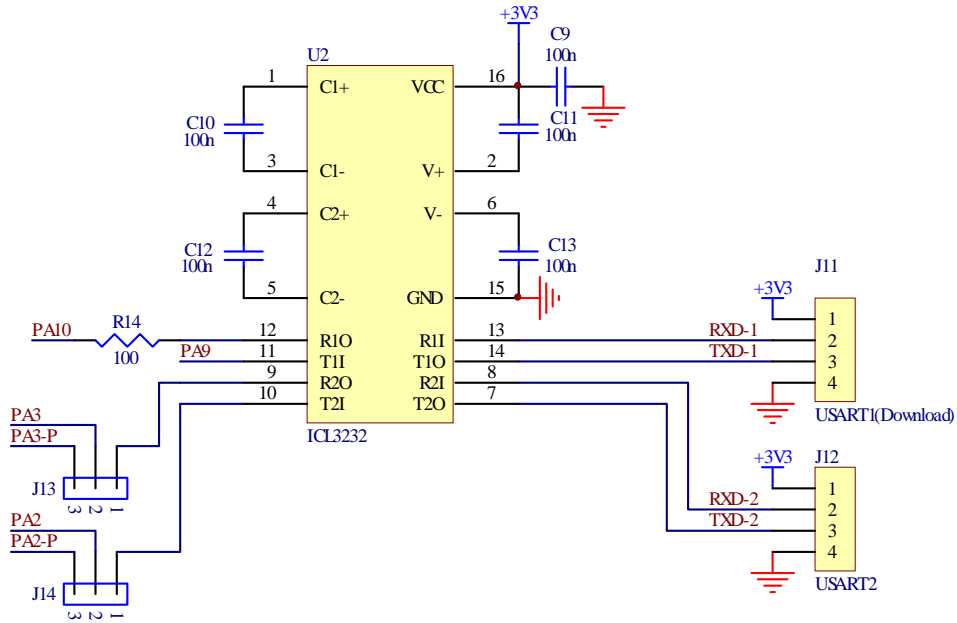 +3V3
C9
100n
U2
1
C1+
VCC
16
C10
100n
C11
100n
3
C1-
V+
2
4
C2+
V-
6
C12
100n
C13
100n
5
C2-
GND
15
J11
+3V3
PA10
R14
100
12
R1O
R1I
13
RXD-1
1
2
PA9
11
T1I
T1O
14
TXD-1
3
9
R2O
R2I
8
4
10
T2I
T2O
7
ICL3232
USART1(Download)
PA3
PA3-P
J13
3
2
1
+3V3
J12
1
RXD-2
2
TXD-2
3
4
USART2
PA2
PA2-P
J14
3
2
1